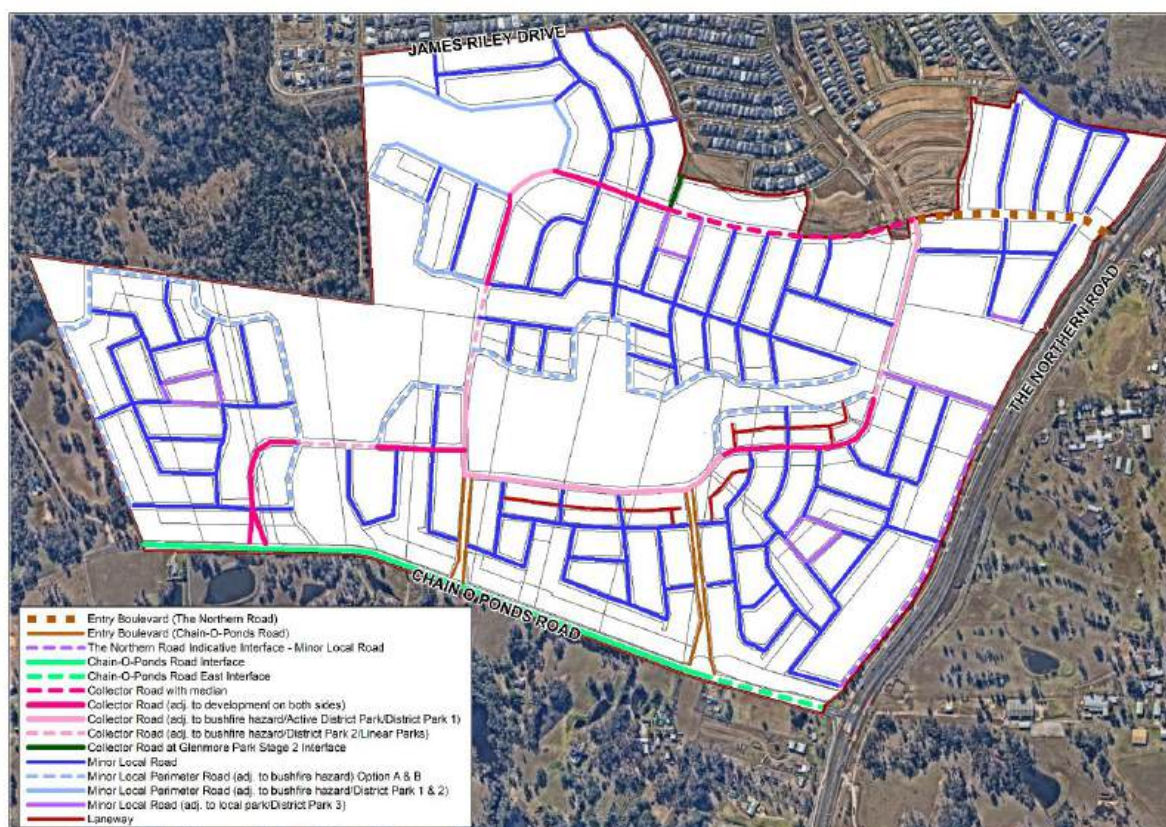 JAMES RILEY DRIVE
THE NORTHERN ROAD
CHAIN O PONDS ROAD
Entry Boulevard (The Northern Road)
Entry Boulevard (Chain-O-Ponds Road)
The Northern Road Indicative Interface - Minor Local Road
Chain-O-Ponds Road Interface
Chain-O-Ponds Road East Interface
Collector Road with median
Collector Road (adj. to development on both sides)
Collector Road (adj. to bushfire hazard/Active District Park/District Park 1)
Collector Road (adj. to bushfire hazard/District Park 2/Linear Parks)
Collector Road at Glenmore Park Stage 2 Interface
Minor Local Road
Minor Local Perimeter Road (adj. to bushfire hazard) Option A & B
Minor Local Perimeter Road (adj. to bushfire hazard/District Park 1 & 2)
Minor Local Road (adj. to local park/District Park 3)
Laneway